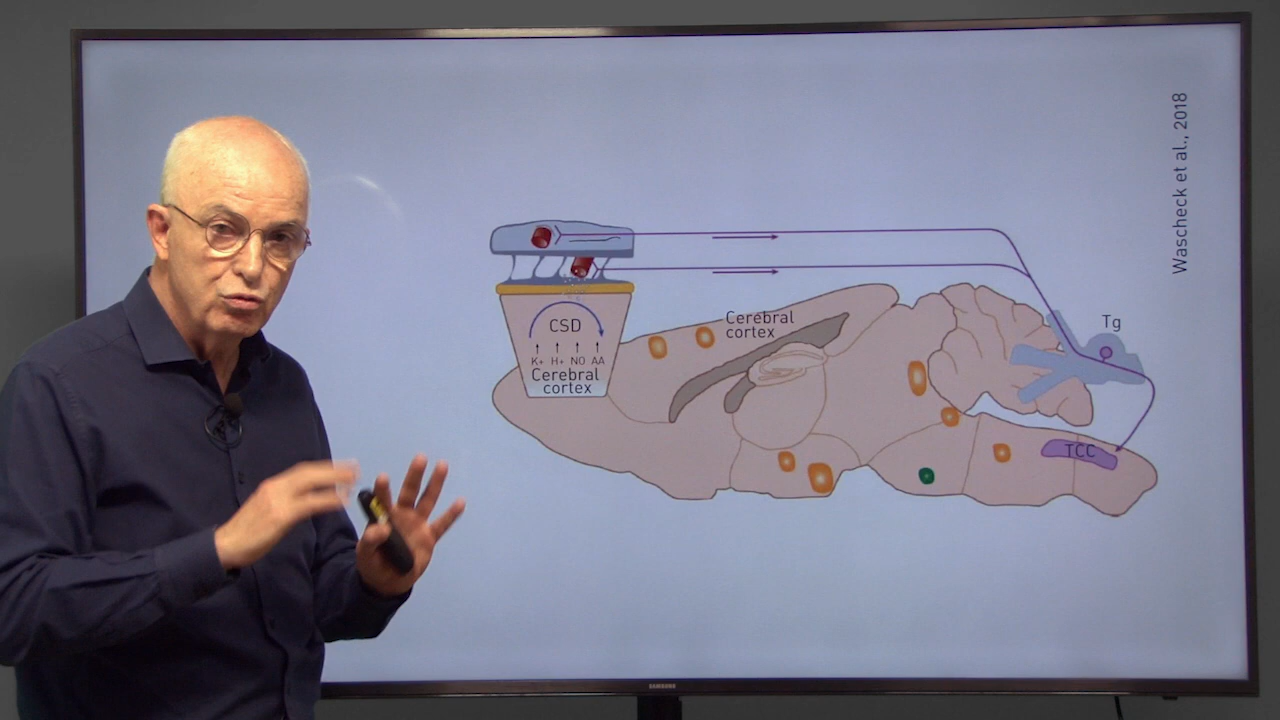 Wascheck et al., 2018
CSD
K+ H+ NO AA
Cerebral
cortex
Cerebral
cortex
Tg
TCC
SAMSUNG